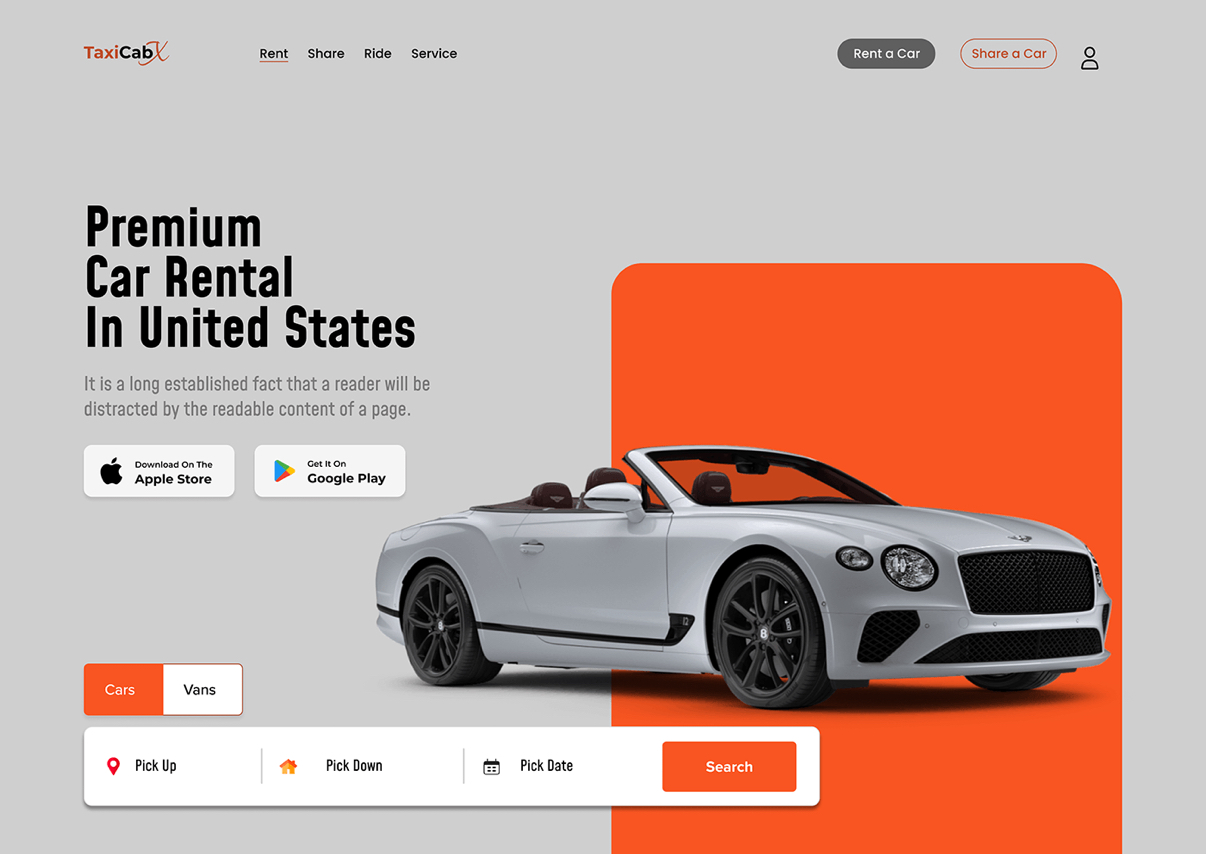 TaxiCabX
Rent
Share
Ride
Service
Rent a Car
Share a Car
Premium
Car Rental
In United States
It is a long established fact that a reader will be
distracted by the readable content of a page.
Download On The
Apple Store
Get It On
Google Play
Cars
Vans
Pick Up
Pick Down
Pick Date
Search